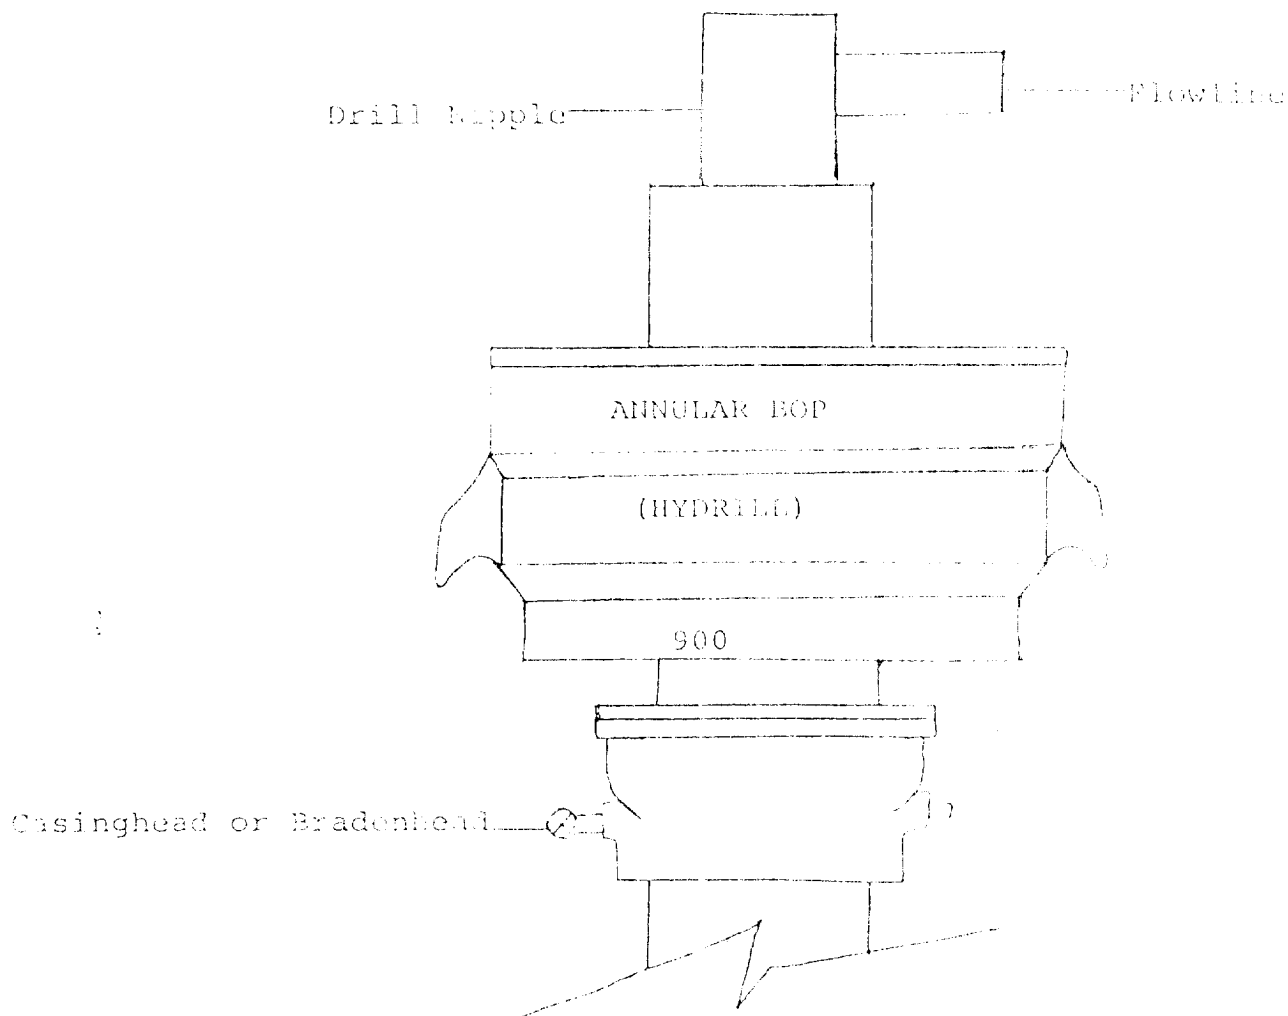 Drill Nipple
Flowline
ANNULAR BOP
(HYDRILL)
900
Casinghead or Bradenhead